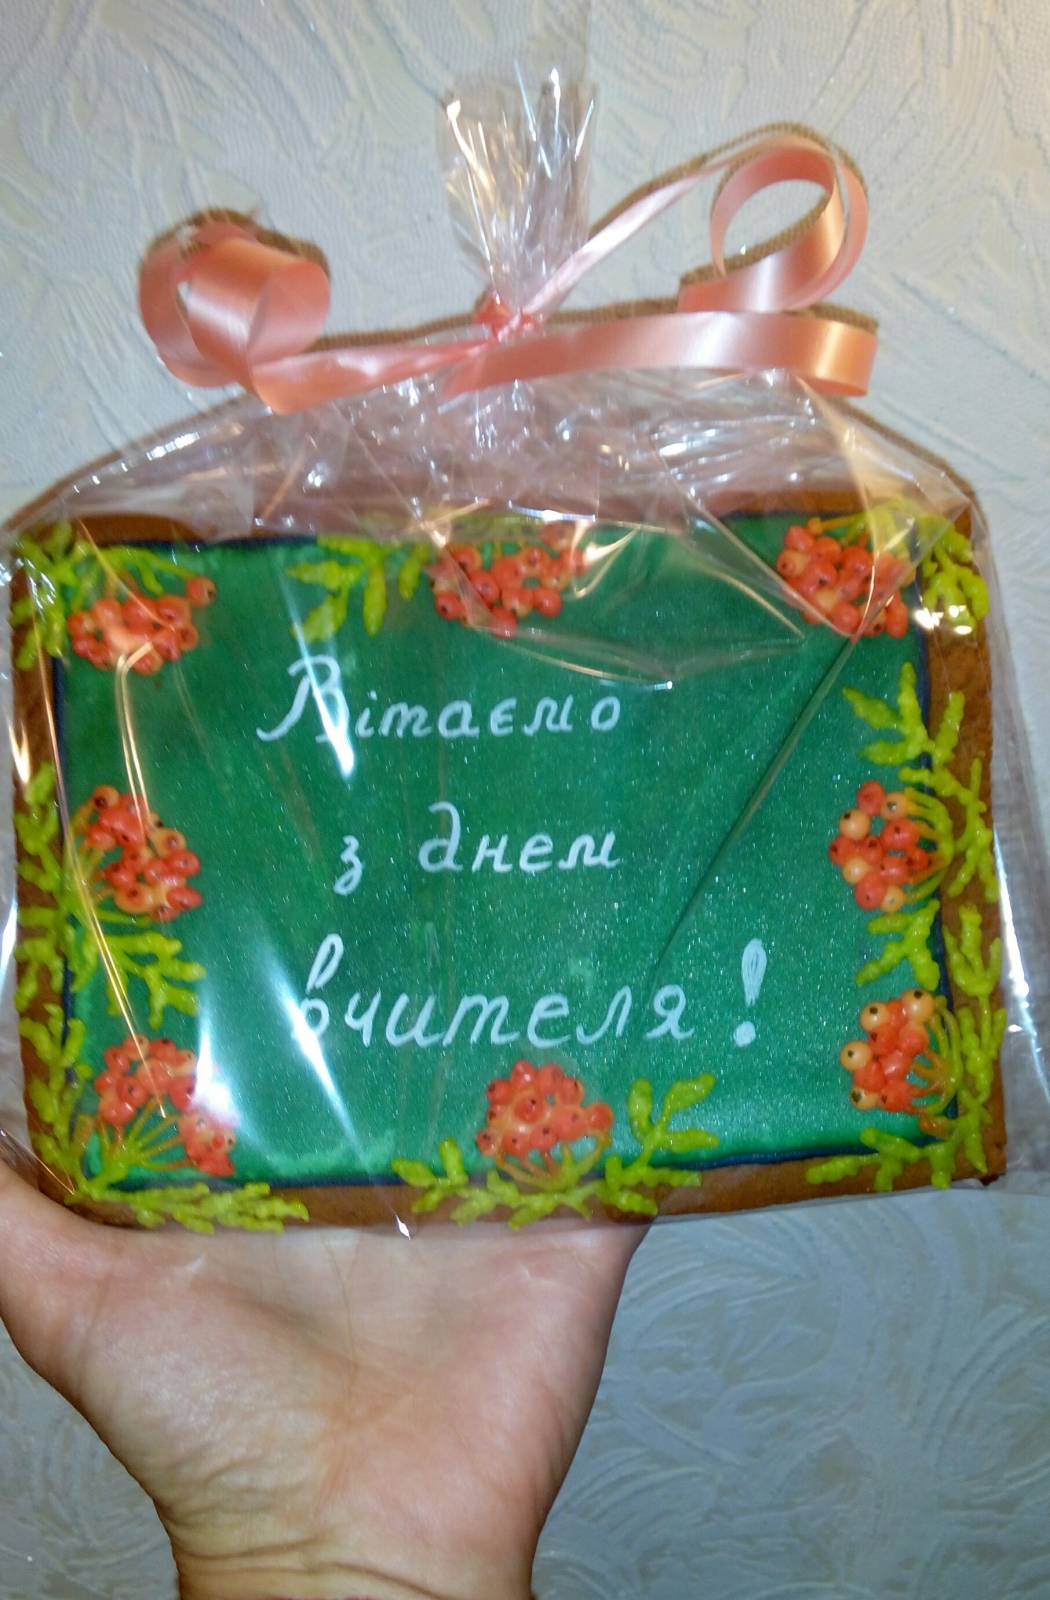 Вітаємо
з днем
вчителя!